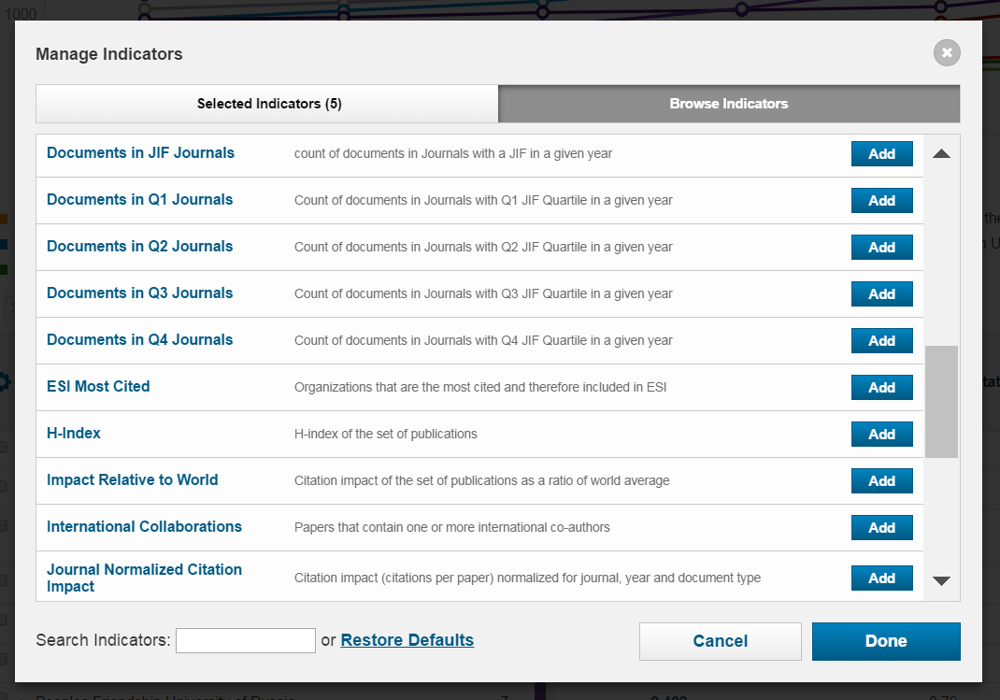 1000
Manage Indicators
Selected Indicators (5)
Browse Indicators
Documents in JIF Journals count of documents in Journals with a JIF in a given year Add
Documents in Q1 Journals Count of documents in Journals with Q1 JIF Quartile in a given year Add
Documents in Q2 Journals Count of documents in Journals with Q2 JIF Quartile in a given year Add
Documents in Q3 Journals Count of documents in Journals with Q3 JIF Quartile in a given year Add
Documents in Q4 Journals Count of documents in Journals with Q4 JIF Quartile in a given year Add
ESI Most Cited Organizations that are the most cited and therefore included in ESI Add
H-Index H-index of the set of publications Add
Impact Relative to World Citation impact of the set of publications as a ratio of world average Add
International Collaborations Papers that contain one or more international co-authors Add
Journal Normalized Citation
Impact
Citation impact (citations per paper) normalized for journal, year and document type Add
Search Indicators: or Restore Defaults Cancel Done